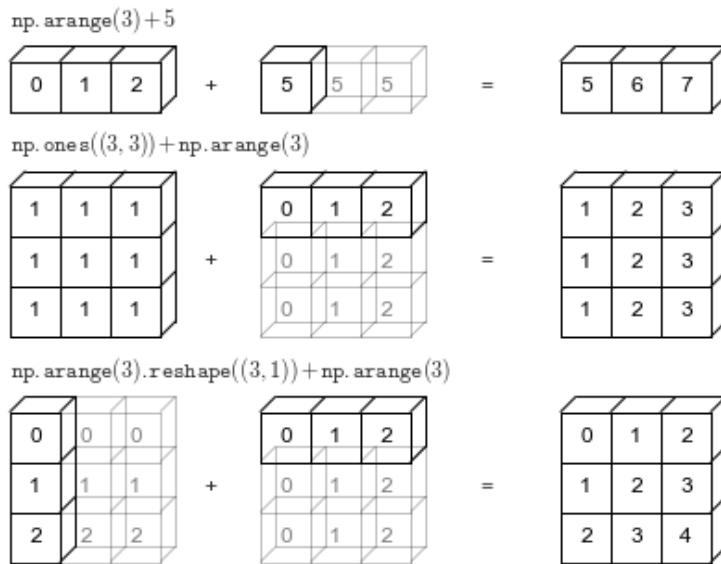 np.arange(3)+5
0 1 2 + 5 5 5 = 5 6 7
np.ones((3,3))+np.arange(3)
1 1 1 0 1 2 1 2 3
1 1 1 + 0 1 2 = 1 2 3
1 1 1 0 1 2 1 2 3
np.arange(3).reshape((3,1))+np.arange(3)
0 0 0 0 1 2 0 1 2
1 1 1 + 0 1 2 = 1 2 3
2 2 2 0 1 2 2 3 4